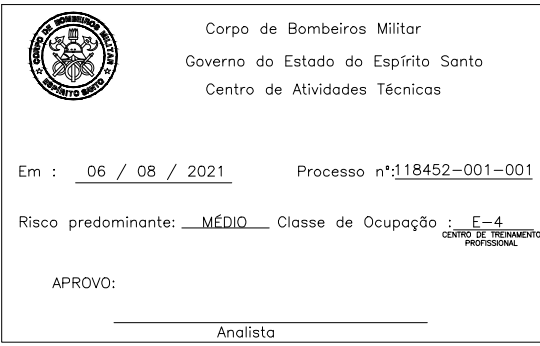 CORPO DE BOMBEIROS MILITAR
ESPÍRITO SANTO
Corpo de Bombeiros Militar
Governo do Estado do Espírito Santo
Centro de Atividades Técnicas
Em : 06 / 08 / 2021 Processo n°:118452-001-001
Risco predominante: MÉDIO Classe de Ocupação : E-4
CENTRO DE TREINAMENTO
PROFISSIONAL
APROVO:
Analista